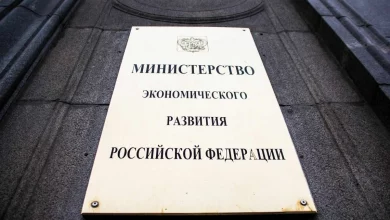 МИНИСТЕРСТВО
ЭКОНОМИЧЕСКОГО
РАЗВИТИЯ
РОССИЙСКОЙ ФЕДЕРАЦИИ